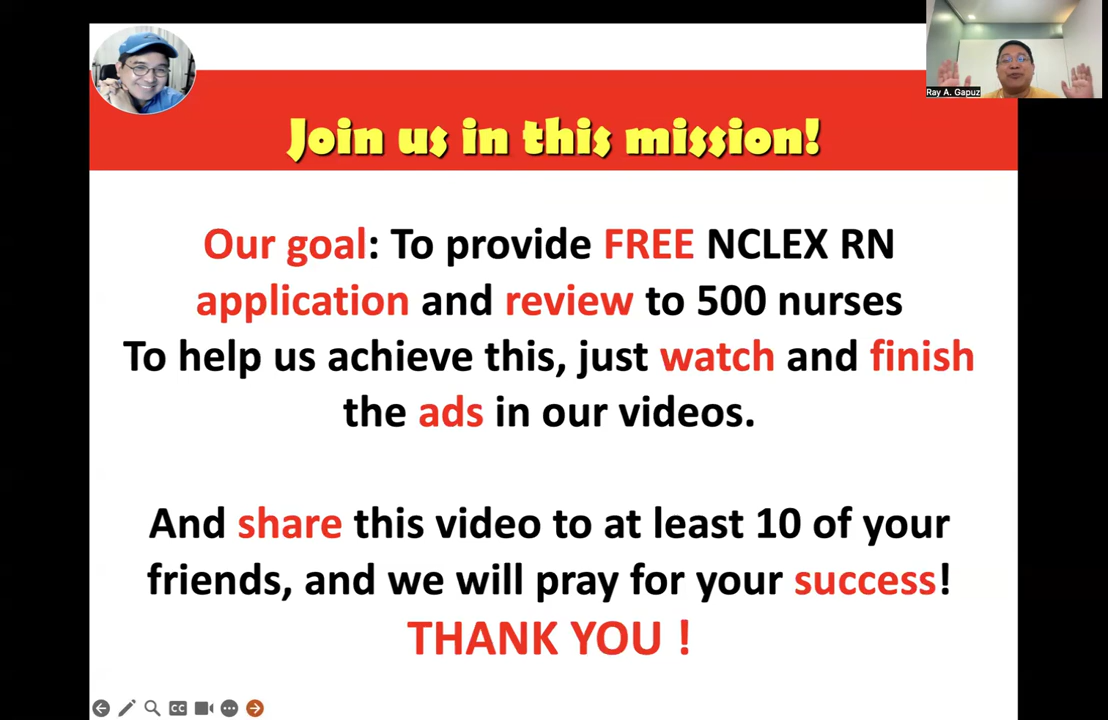 Ray A. Gapuz
Join us in this mission!
Our goal: To provide FREE NCLEX RN
application and review to 500 nurses
To help us achieve this, just watch and finish
the ads in our videos.
And share this video to at least 10 of your
friends, and we will pray for your success!
THANK YOU !
CC